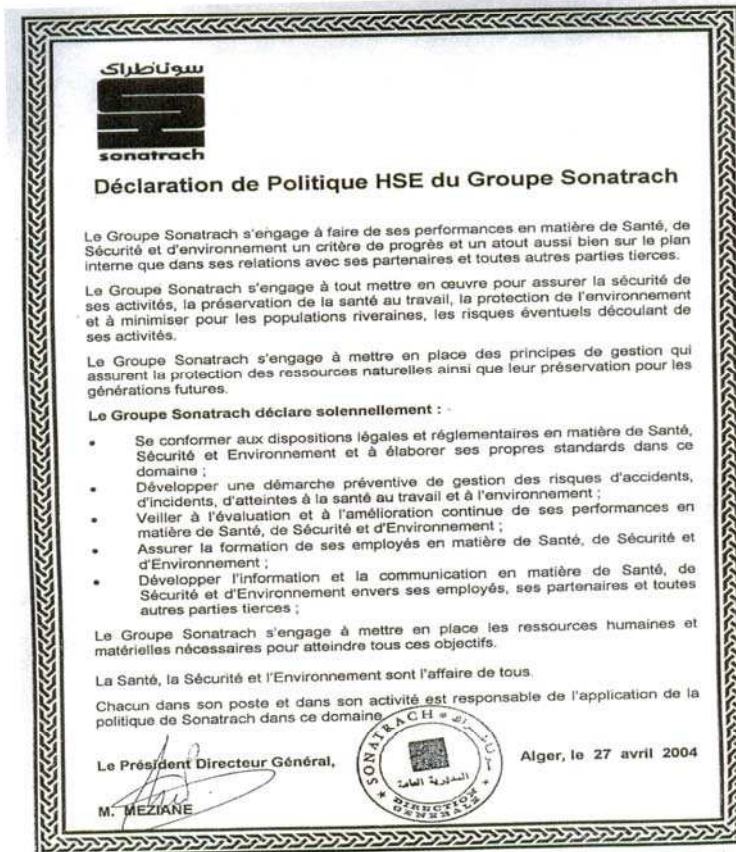 سوناطراك
sonatrach
Déclaration de Politique HSE du Groupe Sonatrach
Le Groupe Sonatrach s'engage à faire de ses performances en matière de Santé, de
Sécurité et d'environnement un critère de progrès et un atout aussi bien sur le plan
interne que dans ses relations avec ses partenaires et toutes autres parties tierces.
Le Groupe Sonatrach s'engage à tout mettre en œuvre pour assurer la sécurité de
ses activités, la préservation de la santé au travail, la protection de l'environnement
et à minimiser pour les populations riveraines, les risques éventuels découlant de
ses activités.
Le Groupe Sonatrach s'engage à mettre en place des principes de gestion qui
assurent la protection des ressources naturelles ainsi que leur préservation pour les
générations futures.
Le Groupe Sonatrach déclare solennellement :
• Se conformer aux dispositions légales et réglementaires en matière de Santé,
Sécurité et Environnement et à élaborer ses propres standards dans ce
domaine ;
• Développer une démarche préventive de gestion des risques d'accidents,
d'incidents, d'atteintes à la santé au travail et à l'environnement ;
• Veiller à l'évaluation et à l'amélioration continue de ses performances en
matière de Santé, de Sécurité et d'Environnement ;
• Assurer la formation de ses employés en matière de Santé, de Sécurité et
d'Environnement ;
• Développer l'information et la communication en matière de Santé, de
Sécurité et d'Environnement envers ses employés, ses partenaires et toutes
autres parties tierces ;
Le Groupe Sonatrach s'engage à mettre en place les ressources humaines et
matérielles nécessaires pour atteindre tous ces objectifs.
La Santé, la Sécurité et l'Environnement sont l'affaire de tous.
Chacun dans son poste et dans son activité est responsable de l'application de la
politique de Sonatrach dans ce domaine.
Le Président Directeur Général,
Alger, le 27 avril 2004
M. MEZIANE
SONATRACH * سوناطراك
المديرية العامة
* DIRECTION GENERALE *